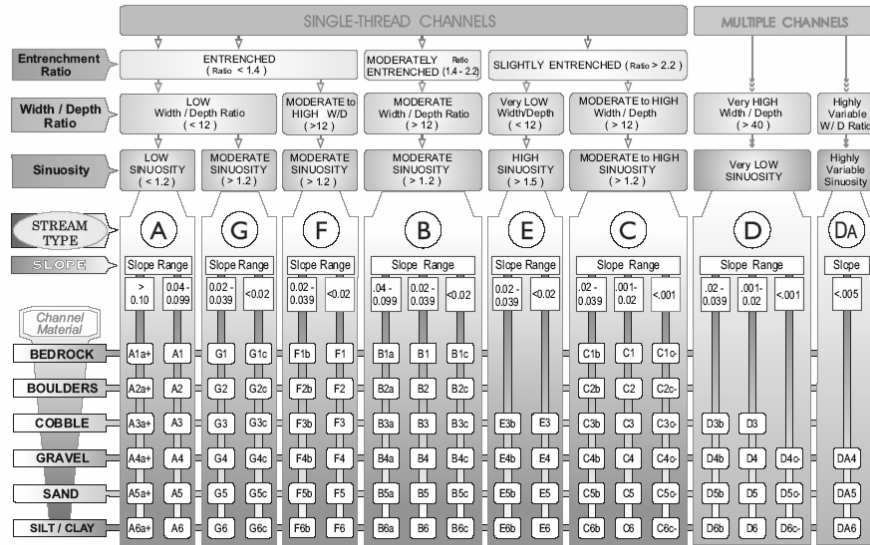 SINGLE-THREAD CHANNELS MULTIPLE CHANNELS
Entrenchment Ratio
ENTRENCHED ( Ratio < 1.4 )
MODERATELY ENTRENCHED Ratio (1.4 - 2.2)
SLIGHTLY ENTRENCHED ( Ratio > 2.2 )
Width / Depth Ratio
LOW Width / Depth Ratio ( < 12 )
MODERATE to HIGH W/D ( >12 )
MODERATE Width / Depth Ratio ( > 12 )
Very LOW Width/Depth ( < 12 )
MODERATE to HIGH Width / Depth ( > 12 )
Very HIGH Width / Depth ( > 40 )
Highly Variable W / D Ratio
Sinuosity
LOW SINUOSITY ( < 1.2 )
MODERATE SINUOSITY ( > 1.2 )
MODERATE SINUOSITY ( > 1.2 )
MODERATE SINUOSITY ( > 1.2 )
HIGH SINUOSITY ( > 1.5 )
MODERATE to HIGH SINUOSITY ( > 1.2 )
Very LOW SINUOSITY
Highly Variable Sinuosity
STREAM TYPE A G F B E C D DA
SLOPE Slope Range Slope Range Slope Range Slope Range Slope Range Slope Range Slope Range Slope
> 0.10 0.04 - 0.099 0.02 - 0.039 <0.02 0.02 - 0.039 <0.02 .04 - 0.099 0.02 - 0.039 <0.02 0.02 - 0.039 <0.02 .02 - 0.039 .001- 0.02 <.001 .02 - 0.039 .001- 0.02 <.001 <.005
Channel Material
BEDROCK A1a+ A1 G1 G1c F1b F1 B1a B1 B1c C1b C1 C1c-
BOULDERS A2a+ A2 G2 G2c F2b F2 B2a B2 B2c C2b C2 C2c-
COBBLE A3a+ A3 G3 G3c F3b F3 B3a B3 B3c E3b E3 C3b C3 C3c- D3b D3
GRAVEL A4a+ A4 G4 G4c F4b F4 B4a B4 B4c E4b E4 C4b C4 C4c- D4b D4 D4c- DA4
SAND A5a+ A5 G5 G5c F5b F5 B5a B5 B5c E5b E5 C5b C5 C5c- D5b D5 D5c- DA5
SILT / CLAY A6a+ A6 G6 G6c F6b F6 B6a B6 B6c E6b E6 C6b C6 C6c- D6b D6 D6c- DA6